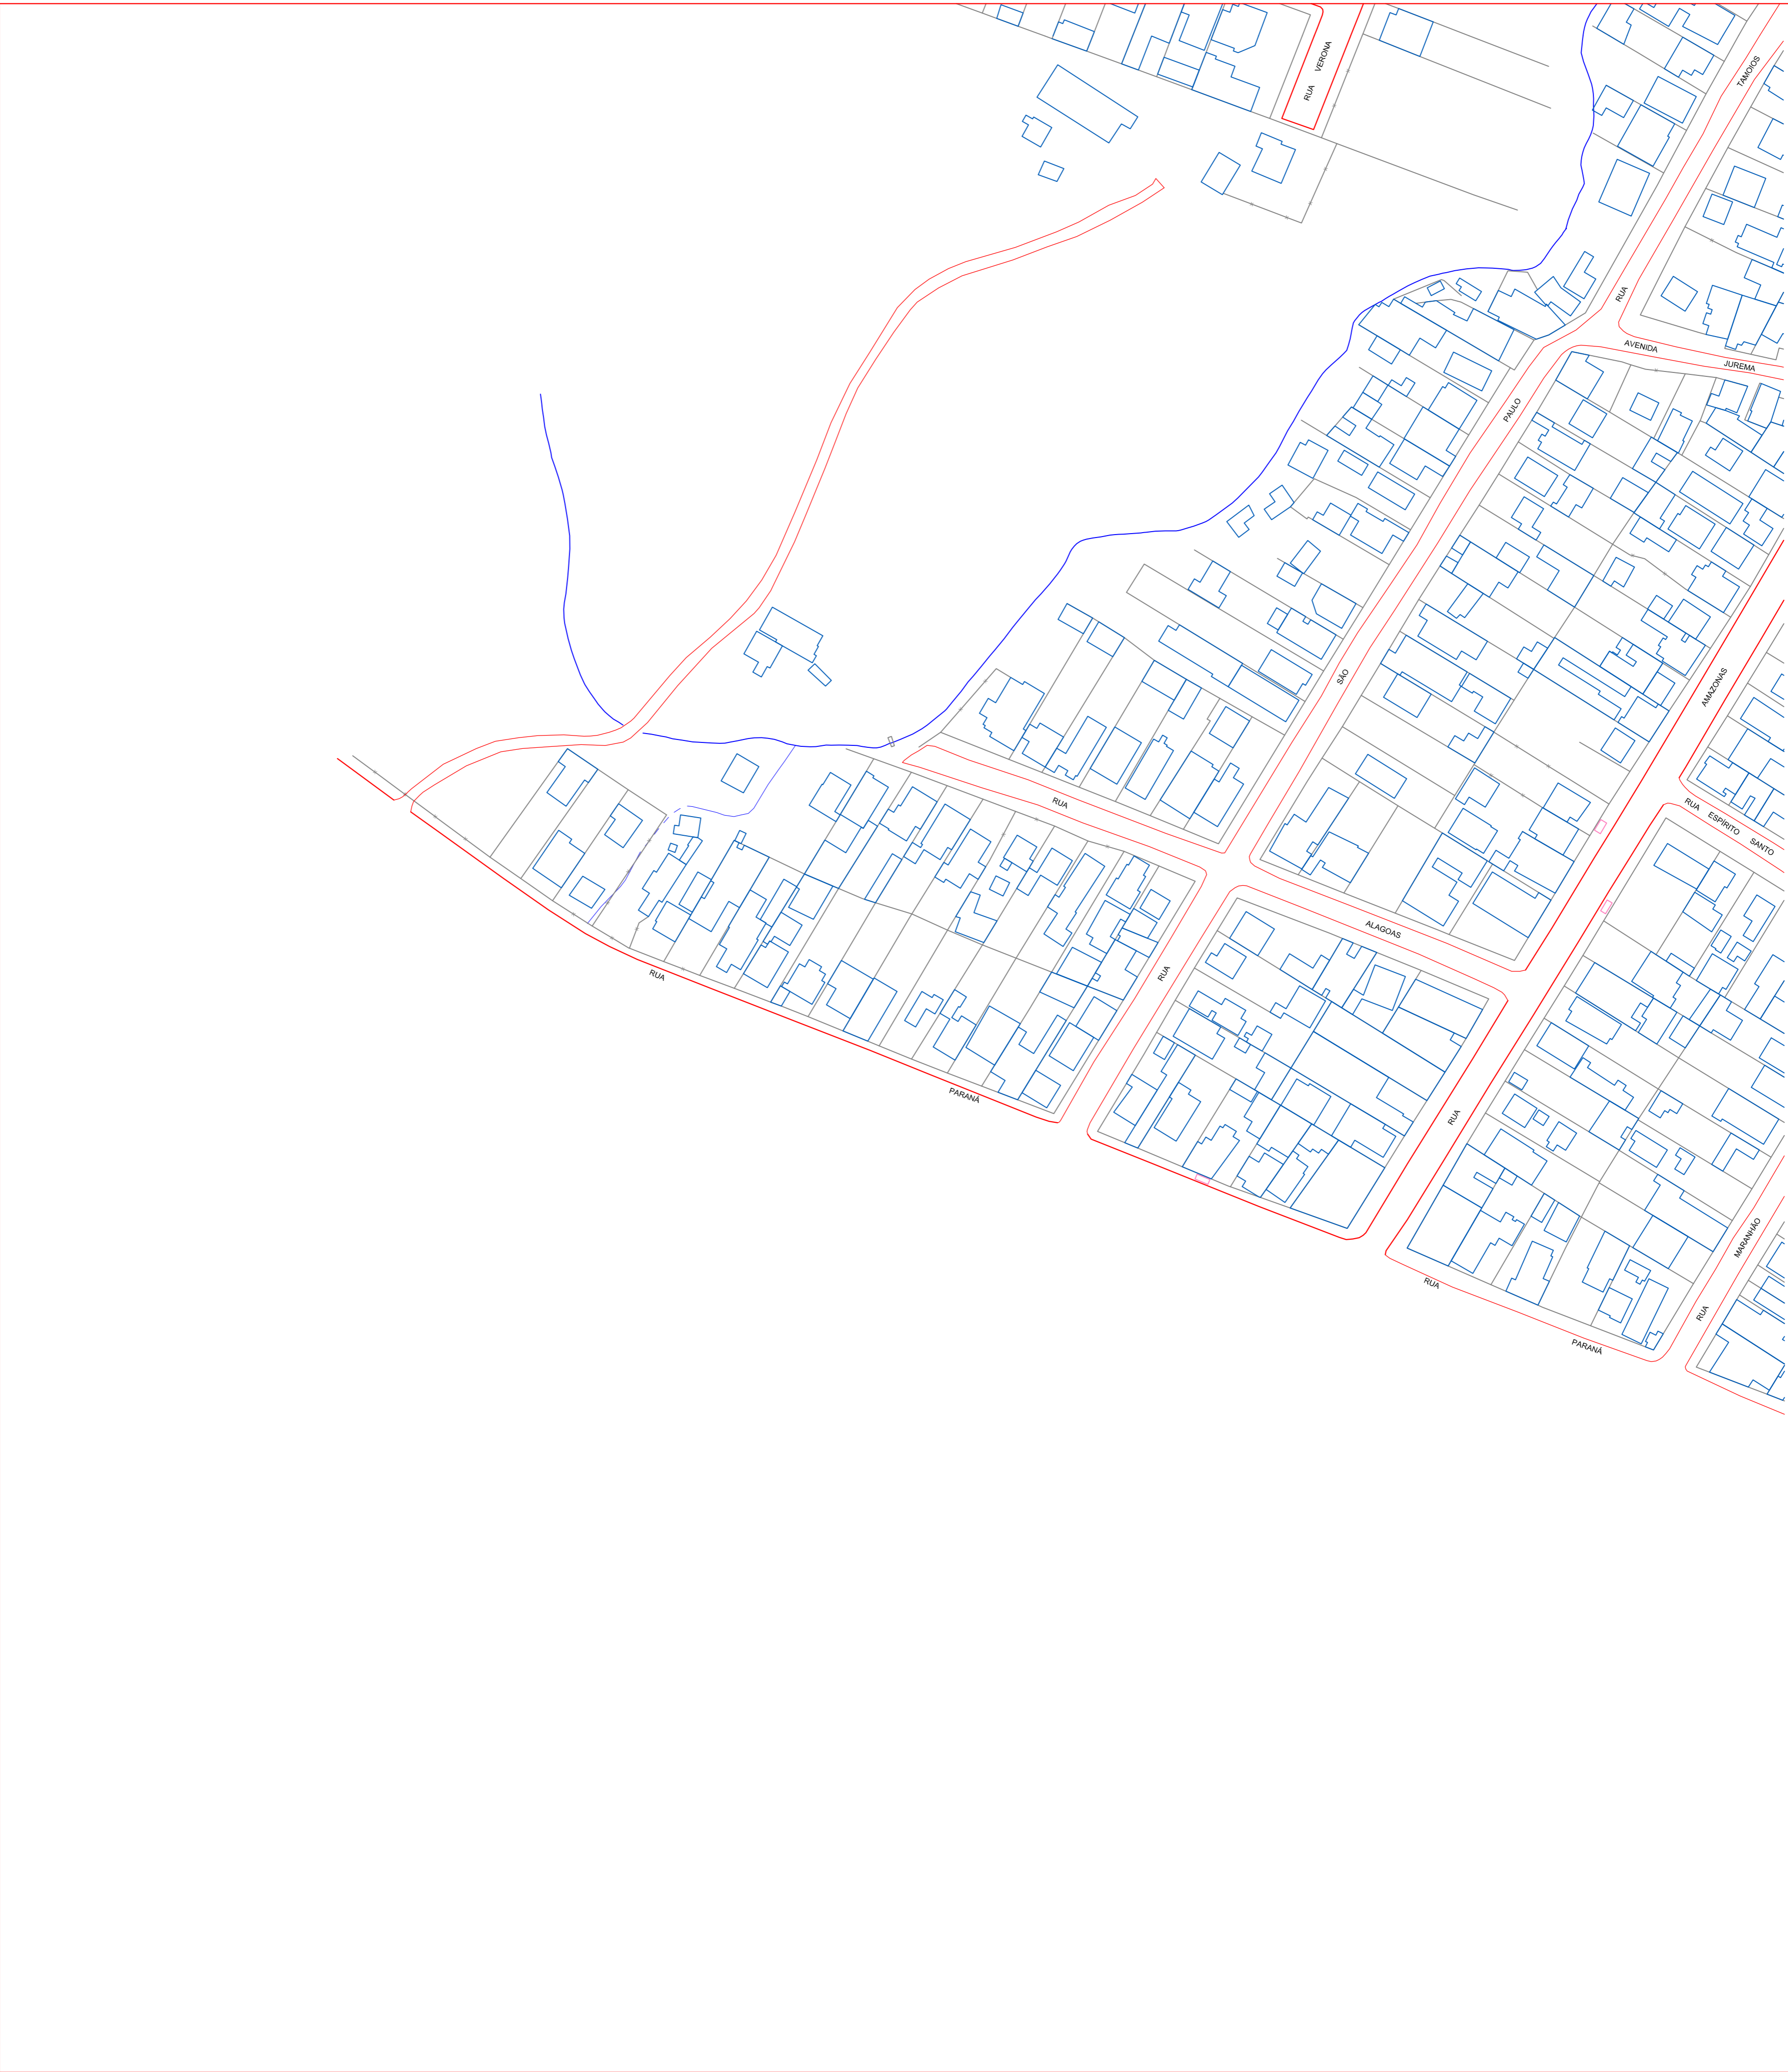 VERONA
RUA
TAMOIOS
RUA
AVENIDA
JUREMA
PAULO
SÃO
AMAZONAS
RUA
RUA
ESPÍRITO
SANTO
ALAGOAS
RUA
RUA
PARANÁ
RUA
MARANHÃO
RUA
RUA
PARANÁ